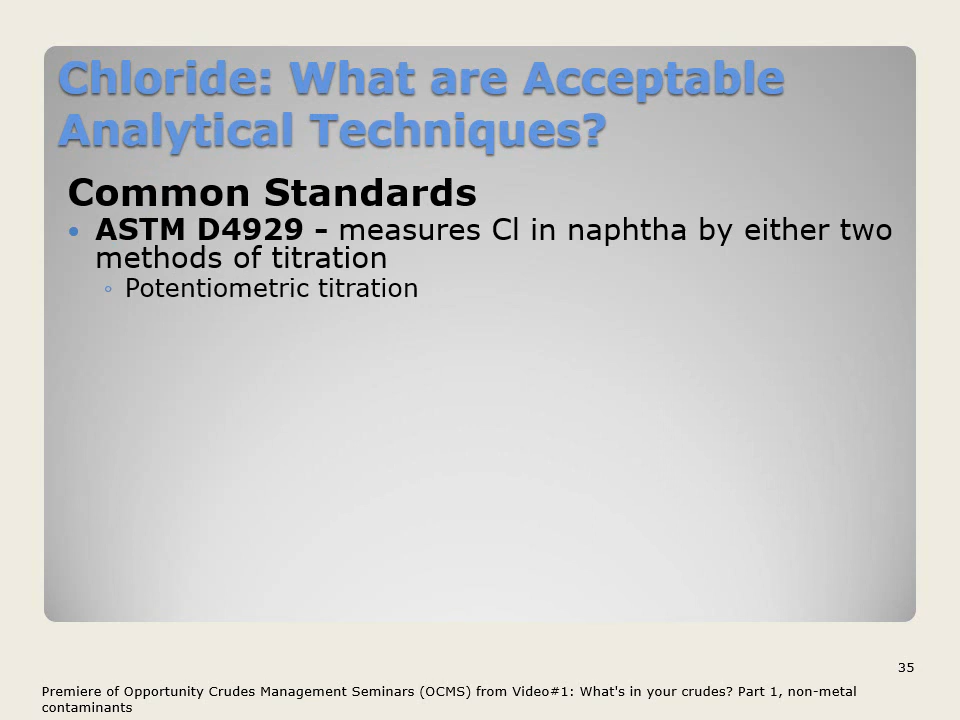 Chloride: What are Acceptable
Analytical Techniques?
Common Standards
• ASTM D4929 – measures Cl in naphtha by either two
methods of titration
◦ Potentiometric titration
35
Premiere of Opportunity Crudes Management Seminars (OCMS) from Video#1: What's in your crudes? Part 1, non-metal
contaminants